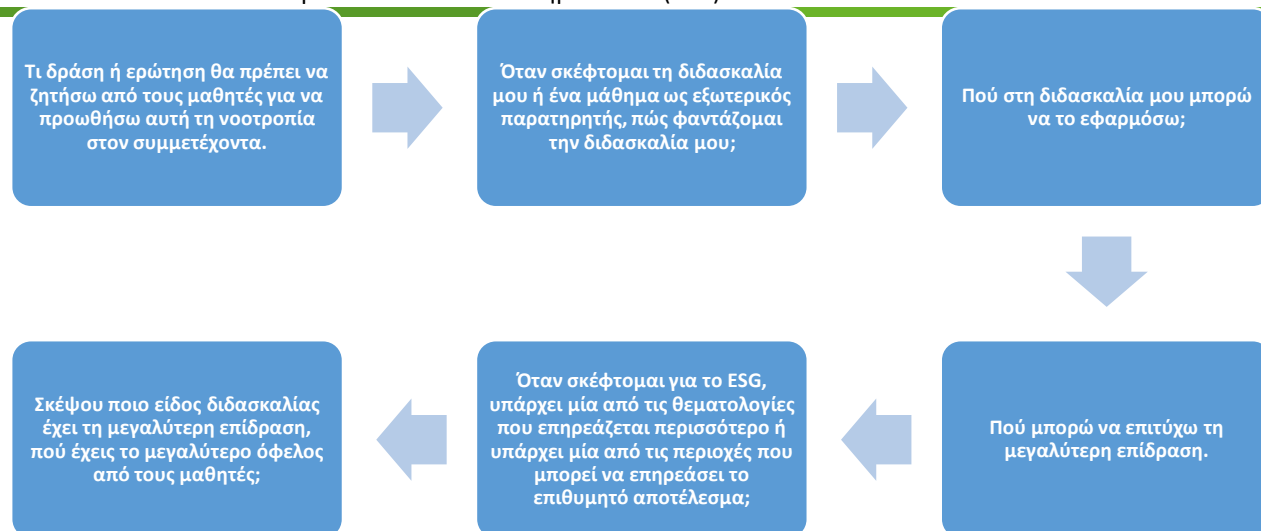 Τι δράση ή ερώτηση θα πρέπει να
ζητήσω από τους μαθητές για να
προωθήσω αυτή τη νοοτροπία
στον συμμετέχοντα.
Όταν σκέφτομαι τη διδασκαλία
μου ή ένα μάθημα ως εξωτερικός
παρατηρητής, πώς φαντάζομαι
την διδασκαλία μου;
Πού στη διδασκαλία μου μπορώ
να το εφαρμόσω;
Πού μπορώ να επιτύχω τη
μεγαλύτερη επίδραση.
Όταν σκέφτομαι για το ESG,
υπάρχει μία από τις θεματολογίες
που επηρεάζεται περισσότερο ή
υπάρχει μία από τις περιοχές που
μπορεί να επηρεάσει το
επιθυμητό αποτέλεσμα;
Σκέψου ποιο είδος διδασκαλίας
έχει τη μεγαλύτερη επίδραση,
πού έχεις το μεγαλύτερο όφελος
από τους μαθητές;